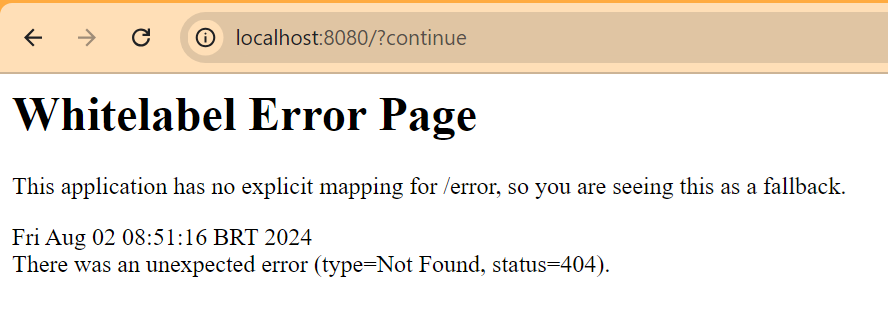 localhost:8080/?continue
Whitelabel Error Page
This application has no explicit mapping for /error, so you are seeing this as a fallback.
Fri Aug 02 08:51:16 BRT 2024
There was an unexpected error (type=Not Found, status=404).